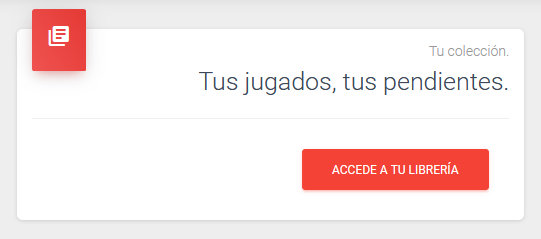 Tu colección.
Tus jugados, tus pendientes.
ACCEDE A TU LIBRERÍA